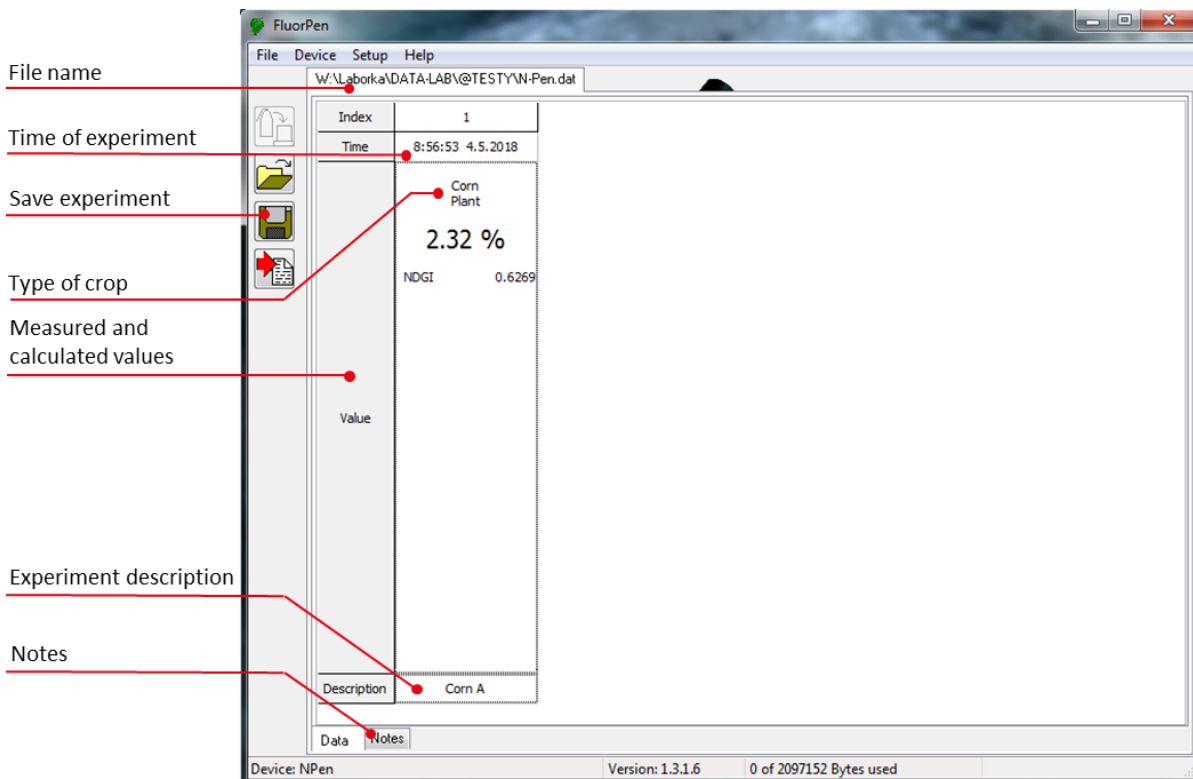 FluorPen
File Device Setup Help
File name
W:\Laborka\DATA-LAB\@TESTY\N-Pen.dat
Index 1
Time of experiment
Time 8:56:53 4.5.2018
Save experiment
Corn
Plant
2.32 %
Type of crop
NDGI 0.6269
Measured and
calculated values
Value
Experiment description
Notes
Description Corn A
Data Notes
Device: NPen Version: 1.3.1.6 0 of 2097152 Bytes used